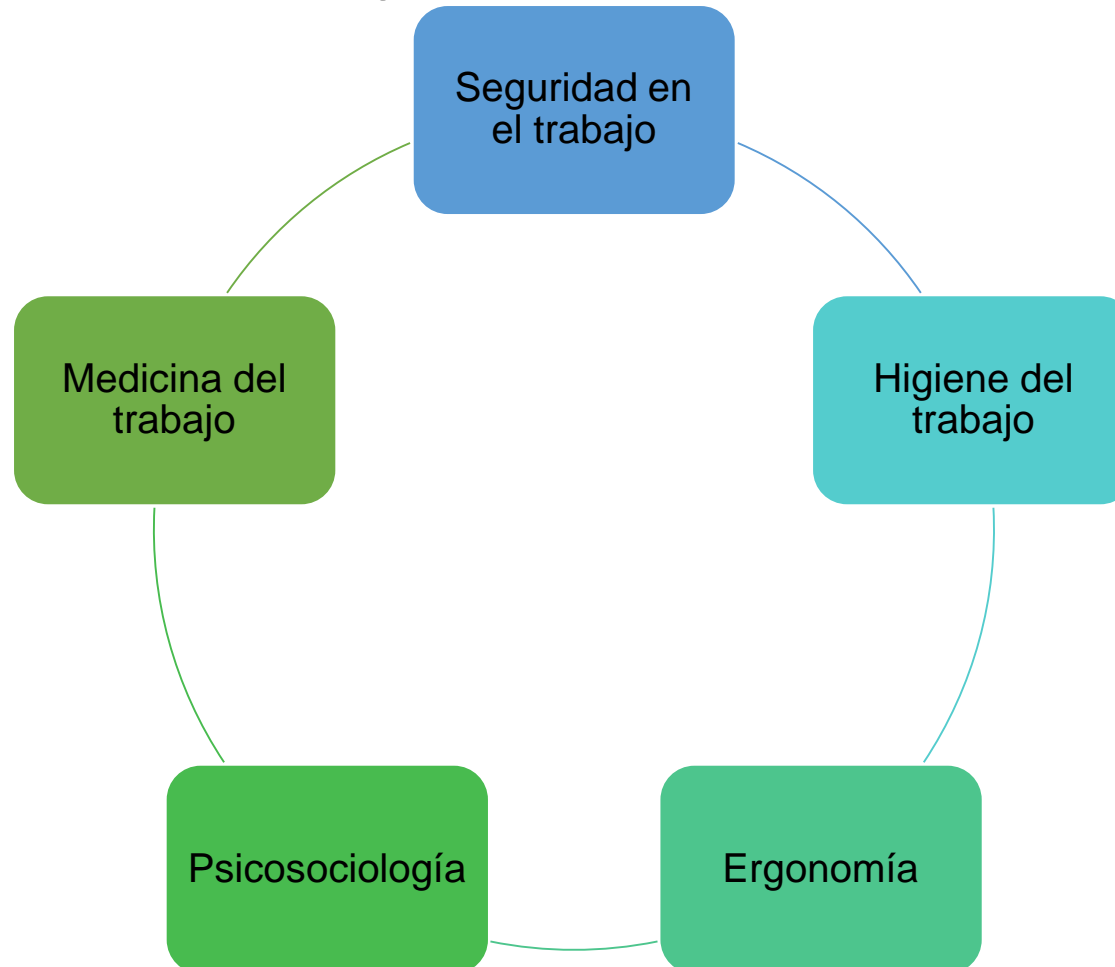 Seguridad en
el trabajo
Higiene del
trabajo
Ergonomía
Psicosociología
Medicina del
trabajo